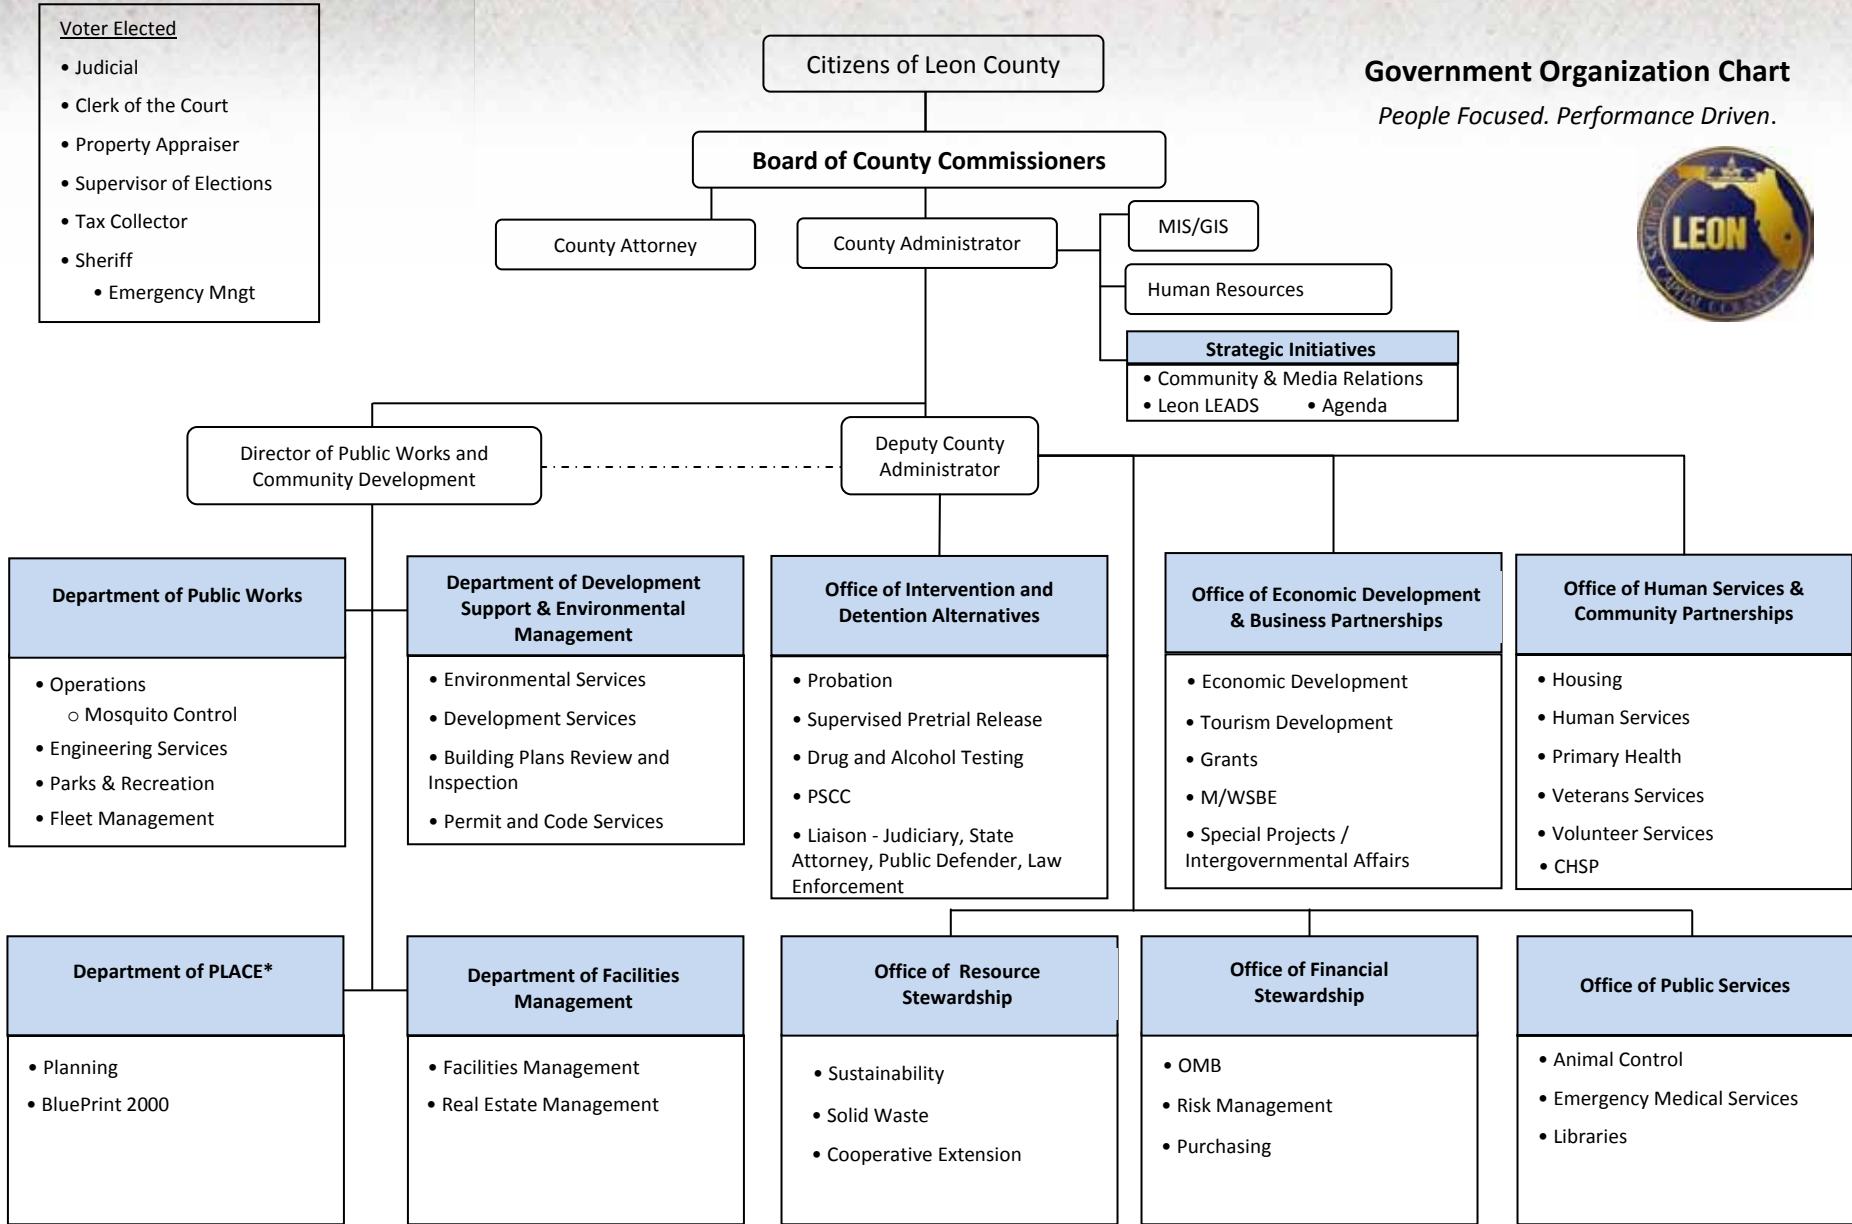 Voter Elected
• Judicial
• Clerk of the Court
• Property Appraiser
• Supervisor of Elections
• Tax Collector
• Sheriff
• Emergency Mngt
Citizens of Leon County
Government Organization Chart
People Focused. Performance Driven.
LEON
CAPITAL COUNTY
Board of County Commissioners
County Attorney
County Administrator
MIS/GIS
Human Resources
Strategic Initiatives
• Community & Media Relations
• Leon LEADS • Agenda
Director of Public Works and
Community Development
Deputy County
Administrator
Department of Public Works
• Operations
o Mosquito Control
• Engineering Services
• Parks & Recreation
• Fleet Management
Department of Development
Support & Environmental
Management
• Environmental Services
• Development Services
• Building Plans Review and
Inspection
• Permit and Code Services
Office of Intervention and
Detention Alternatives
• Probation
• Supervised Pretrial Release
• Drug and Alcohol Testing
• PSCC
• Liaison - Judiciary, State
Attorney, Public Defender, Law
Enforcement
Office of Economic Development
& Business Partnerships
• Economic Development
• Tourism Development
• Grants
• M/WSBE
• Special Projects /
Intergovernmental Affairs
Office of Human Services &
Community Partnerships
• Housing
• Human Services
• Primary Health
• Veterans Services
• Volunteer Services
• CHSP
Department of PLACE*
• Planning
• BluePrint 2000
Department of Facilities
Management
• Facilities Management
• Real Estate Management
Office of Resource
Stewardship
• Sustainability
• Solid Waste
• Cooperative Extension
Office of Financial
Stewardship
• OMB
• Risk Management
• Purchasing
Office of Public Services
• Animal Control
• Emergency Medical Services
• Libraries